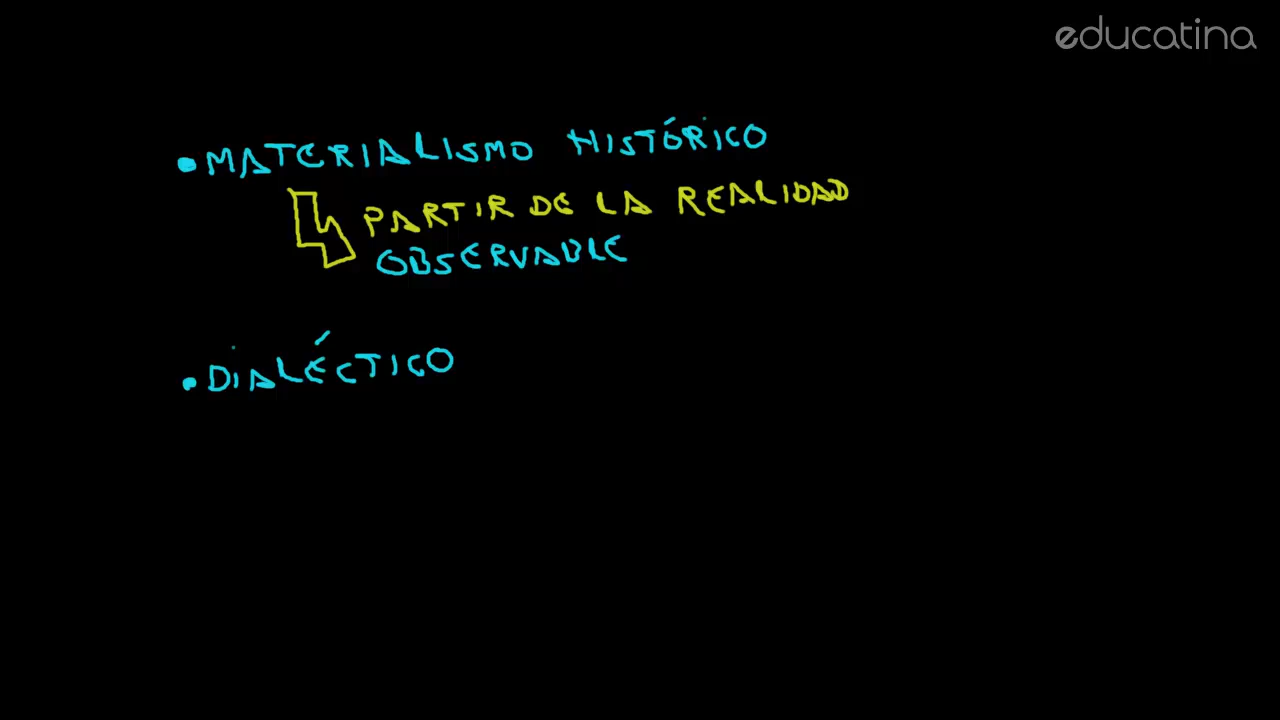 educatina
• MATERIALISMO HISTÓRICO
PARTIR DE LA REALIDAD
OBSERVABLE
• DIALÉCTICO